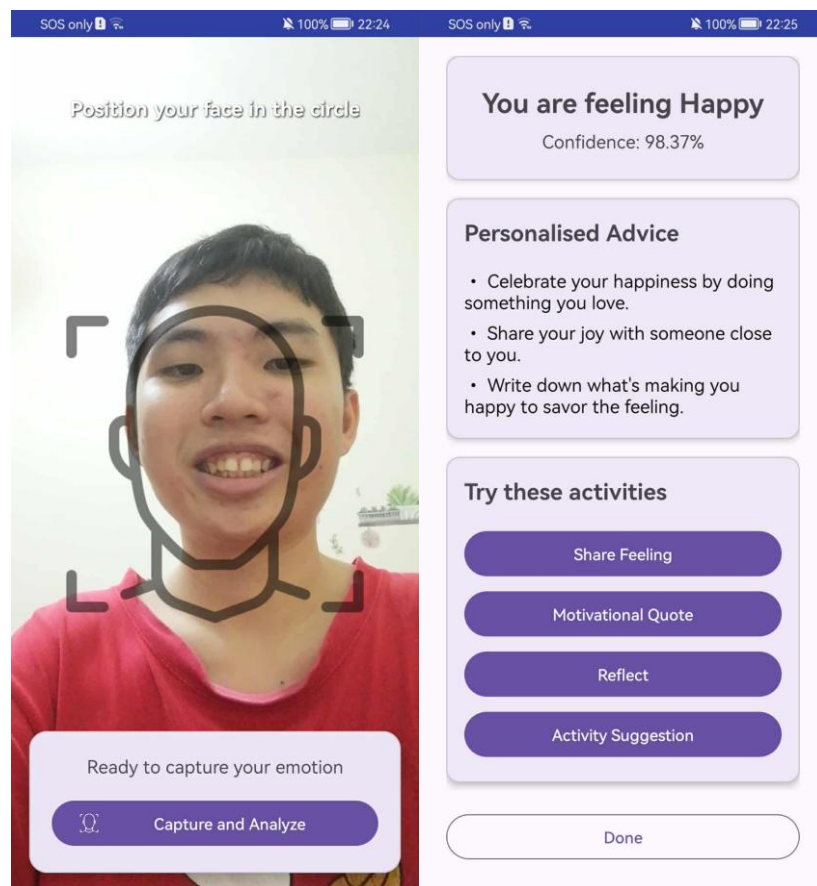 SOS only
100% 22:24
Position your face in the circle
Ready to capture your emotion
Capture and Analyze
SOS only
100% 22:25
You are feeling Happy
Confidence: 98.37%
Personalised Advice
• Celebrate your happiness by doing
something you love.
• Share your joy with someone close
to you.
• Write down what's making you
happy to savor the feeling.
Try these activities
Share Feeling
Motivational Quote
Reflect
Activity Suggestion
Done